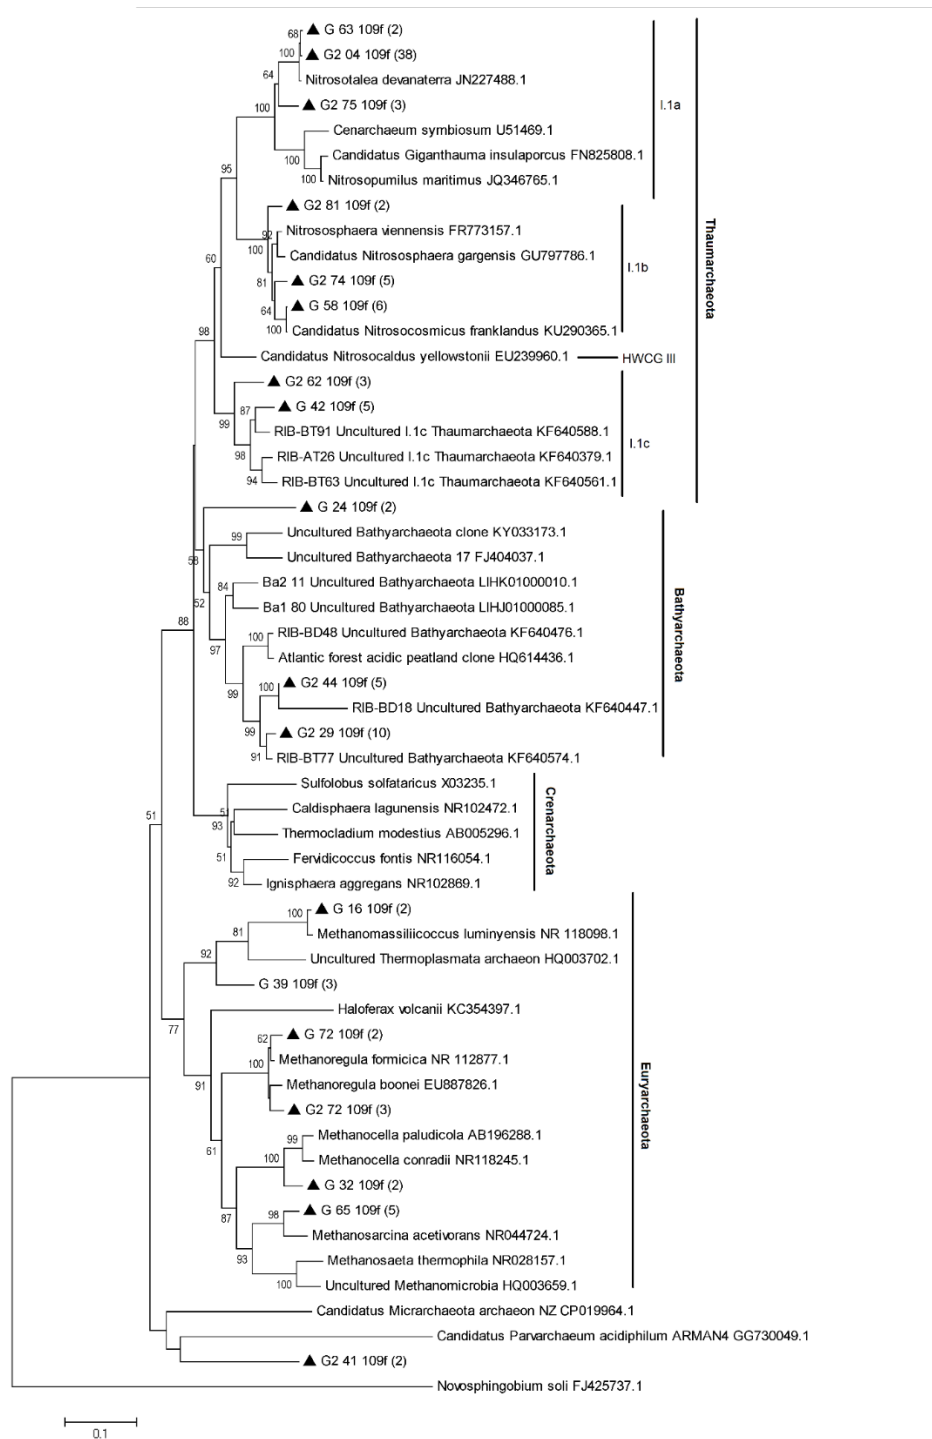 68
▲ G 63 109f (2)
100
▲ G2 04 109f (38)
64
Nitrosotalea devanaterra JN227488.1
100
▲ G2 75 109f (3)
I.1a
Cenarchaeum symbiosum U51469.1
100
Candidatus Giganthauma insulaporcus FN825808.1
95
100
Nitrosopumilus maritimus JQ346765.1
▲ G2 81 109f (2)
92
Nitrososphaera viennensis FR773157.1
100
Candidatus Nitrososphaera gargensis GU797786.1
60
I.1b
81
▲ G2 74 109f (5)
64
▲ G 58 109f (6)
100
Candidatus Nitrosocosmicus franklandus KU290365.1
98
Candidatus Nitrosocaldus yellowstonii EU239960.1
HWCG III
Thaumarchaeota
▲ G2 62 109f (3)
87
▲ G 42 109f (5)
99
RIB-BT91 Uncultured I.1c Thaumarchaeota KF640588.1
I.1c
98
RIB-AT26 Uncultured I.1c Thaumarchaeota KF640379.1
94
RIB-BT63 Uncultured I.1c Thaumarchaeota KF640561.1
▲ G 24 109f (2)
99
Uncultured Bathyarchaeota clone KY033173.1
58
Uncultured Bathyarchaeota 17 FJ404037.1
84
Ba2 11 Uncultured Bathyarchaeota LIHK01000010.1
52
Ba1 80 Uncultured Bathyarchaeota LIHJ01000085.1
88
100
RIB-BD48 Uncultured Bathyarchaeota KF640476.1
97
Atlantic forest acidic peatland clone HQ614436.1
Bathyarchaeota
100
▲ G2 44 109f (5)
99
RIB-BD18 Uncultured Bathyarchaeota KF640447.1
99
▲ G2 29 109f (10)
91
RIB-BT77 Uncultured Bathyarchaeota KF640574.1
Sulfolobus solfataricus X03235.1
51
51
Caldisphaera lagunensis NR102472.1
93
Thermocladium modestius AB005296.1
Crenarchaeota
51
Fervidicoccus fontis NR116054.1
92
Ignisphaera aggregans NR102869.1
100
▲ G 16 109f (2)
81
Methanomassiliicoccus luminyensis NR 118098.1
92
Uncultured Thermoplasmata archaeon HQ003702.1
G 39 109f (3)
Haloferax volcanii KC354397.1
77
62
▲ G 72 109f (2)
100
Methanoregula formicica NR 112877.1
91
Methanoregula boonei EU887826.1
▲ G2 72 109f (3)
Euryarchaeota
99
Methanocella paludicola AB196288.1
61
100
Methanocella conradii NR118245.1
▲ G 32 109f (2)
87
98
▲ G 65 109f (5)
Methanosarcina acetivorans NR044724.1
93
Methanosaeta thermophila NR028157.1
100
Uncultured Methanomicrobia HQ003659.1
Candidatus Micrarchaeota archaeon NZ CP019964.1
Candidatus Parvarchaeum acidiphilum ARMAN4 GG730049.1
▲ G2 41 109f (2)
Novosphingobium soli FJ425737.1
0.1